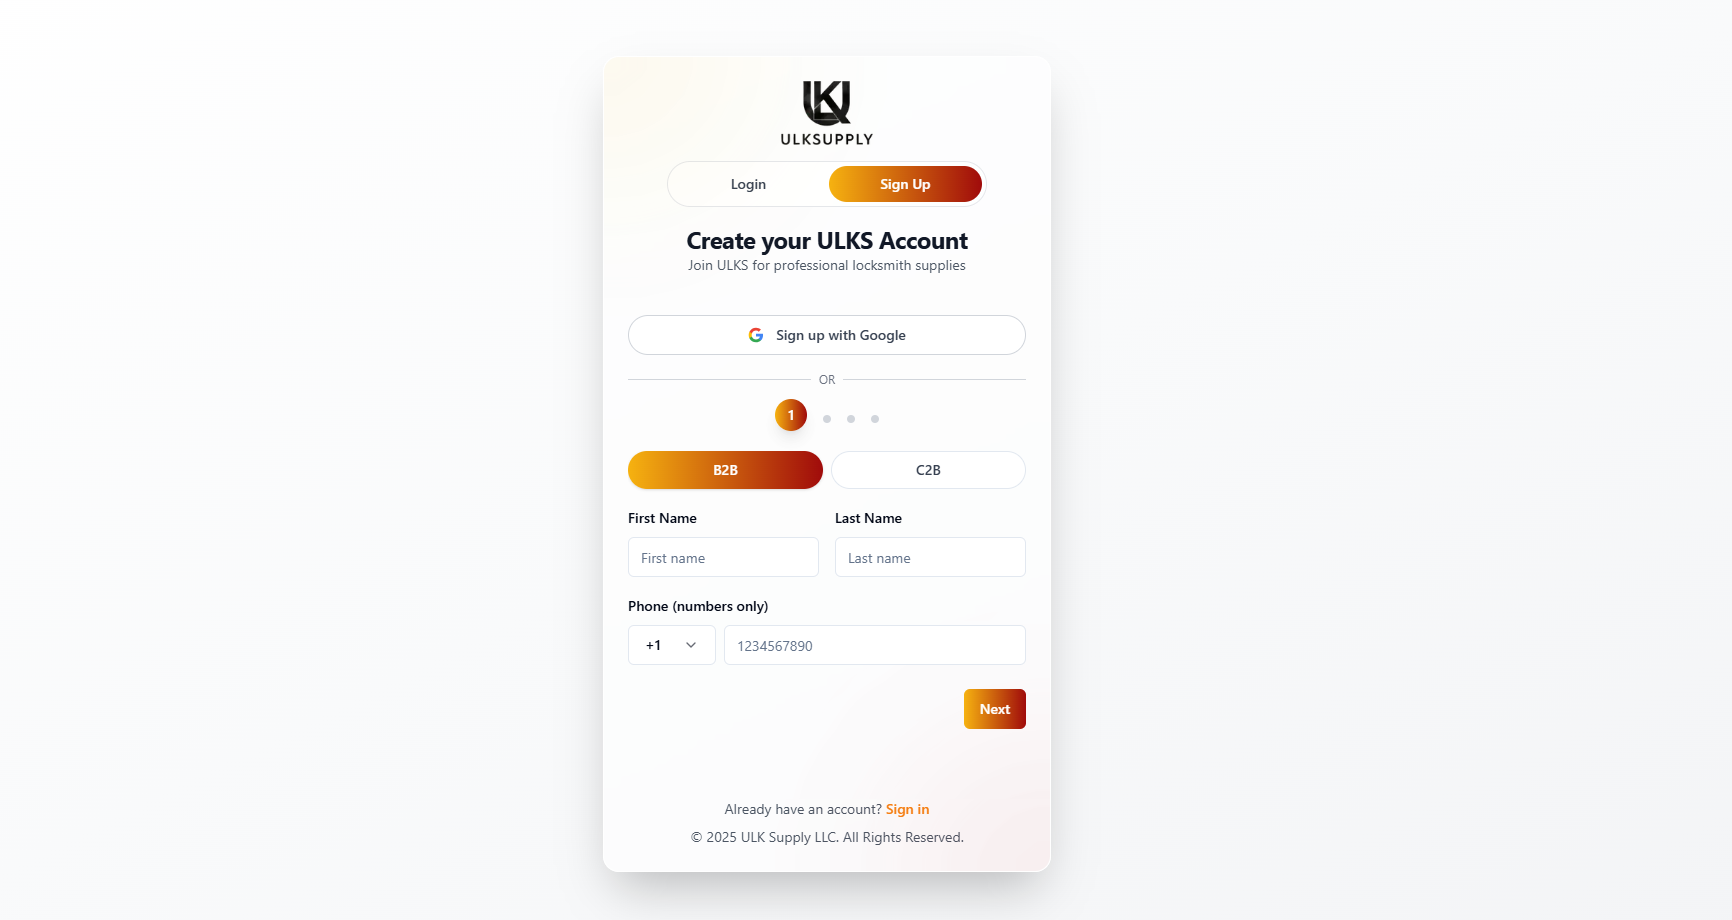 ULKSUPPLY
Login
Sign Up
Create your ULKS Account
Join ULKS for professional locksmith supplies
Sign up with Google
OR
1
B2B
C2B
First Name
Last Name
First name
Last name
Phone (numbers only)
+1
1234567890
Next
Already have an account? Sign in
© 2025 ULK Supply LLC. All Rights Reserved.